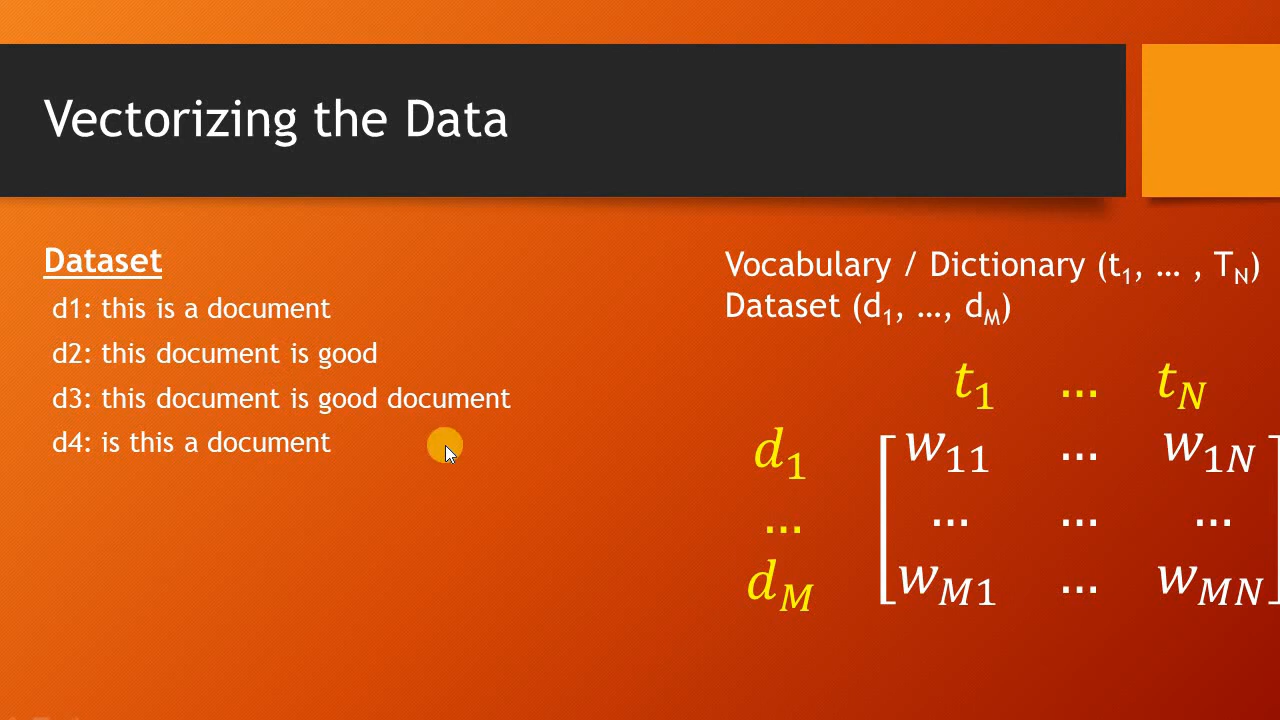 Vectorizing the Data
Dataset
d1: this is a document
d2: this document is good
d3: this document is good document
d4: is this a document
Vocabulary / Dictionary (t₁, … , T_N)
Dataset (d₁, …, d_M)
t₁ … t_N
d₁ w₁₁ … w₁N
… … … …
d_M w_M1 … w_MN